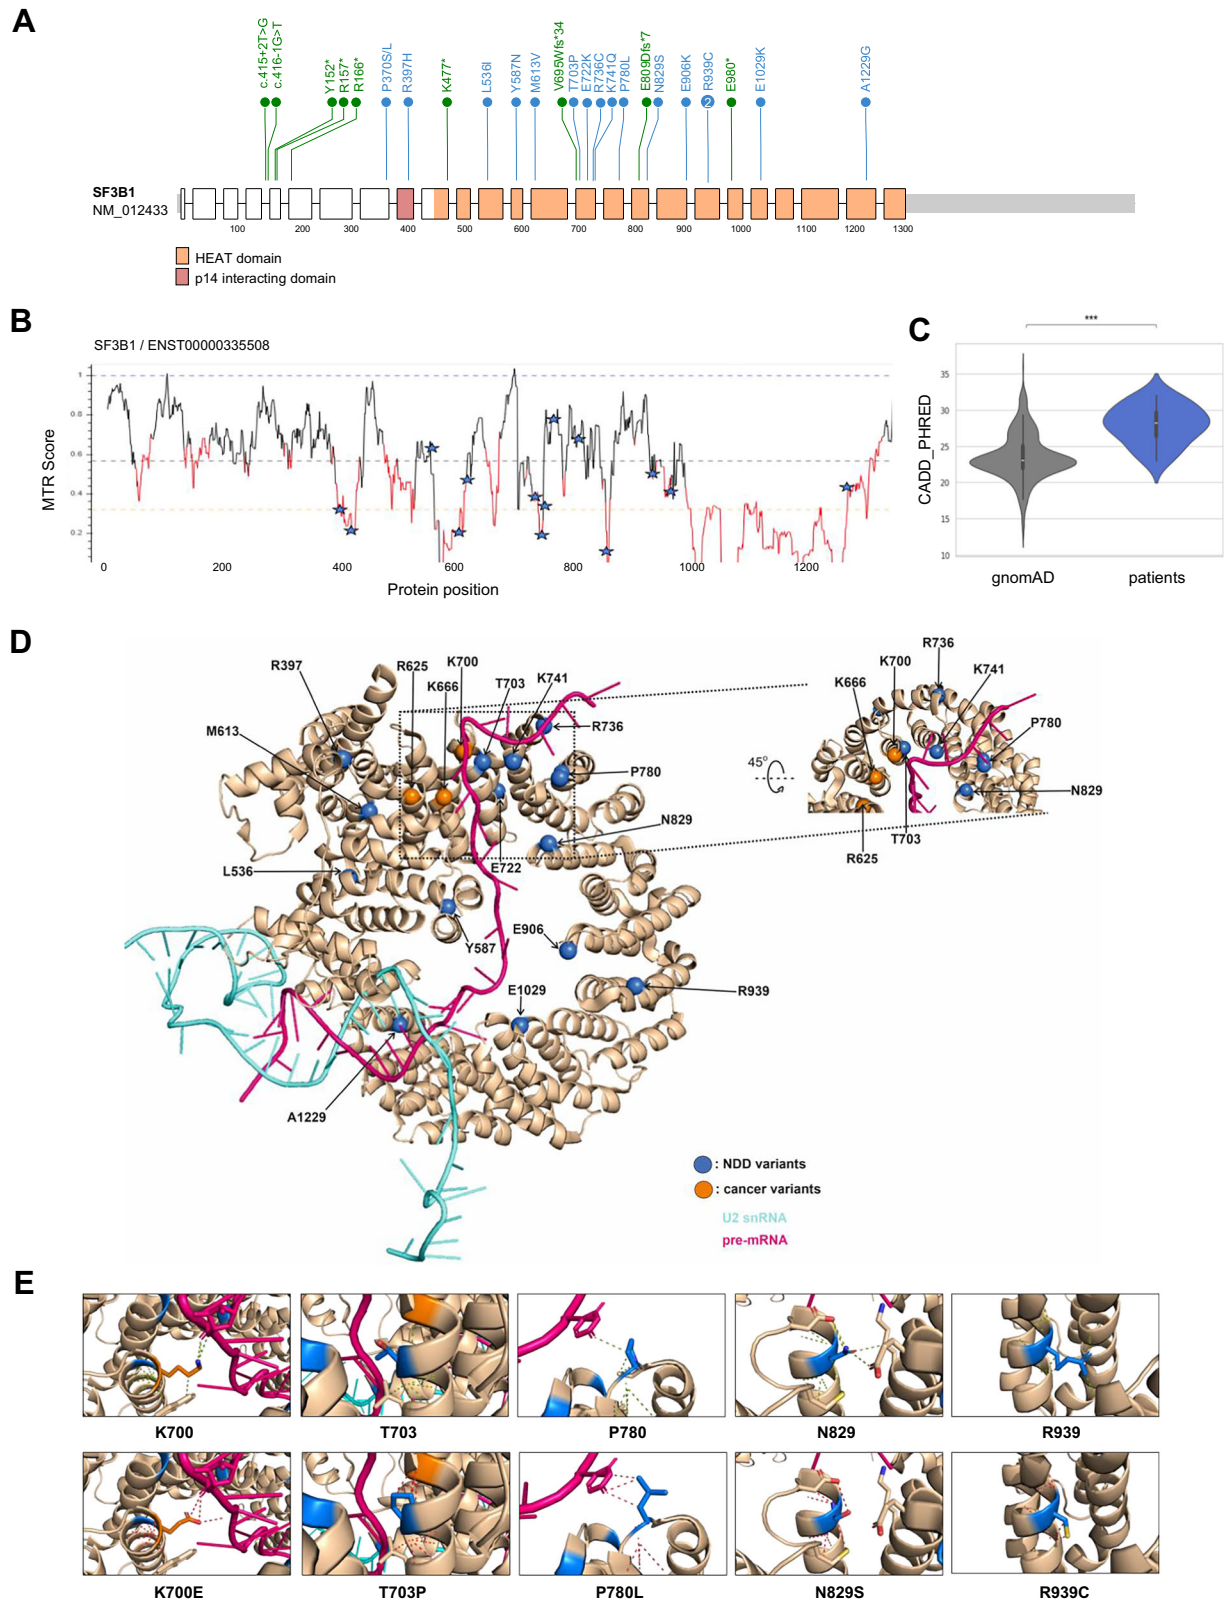 A
c.415+2T>G
c.416-1G>T
Y152*
R157*
R166*
P370S/L
R397H
K477*
L536I
Y587N
M613V
V695Wfs*34
T703P
E722K
R736C
K741Q
P780L
E809Dfs*7
N829S
E906K
R939C
2
E980*
E1029K
A1229G
SF3B1
NM_012433
100 200 300 400 500 600 700 800 900 1000 1100 1200 1300
HEAT domain
p14 interacting domain
B
SF3B1 / ENST00000335508
MTR Score
1
0.8
0.6
0.4
0.2
0 200 400 600 800 1000 1200
Protein position
C
***
CADD_PHRED
35
30
25
20
15
10
gnomAD patients
D
R397
R625
K700
K666
T703
K741
R736
M613
P780
N829
L536
E722
Y587
E906
E1029
R939
A1229
45°
R736
K700
K741
K666
P780
N829
T703
R625
: NDD variants
: cancer variants
U2 snRNA
pre-mRNA
E
K700 T703 P780 N829 R939
K700E T703P P780L N829S R939C